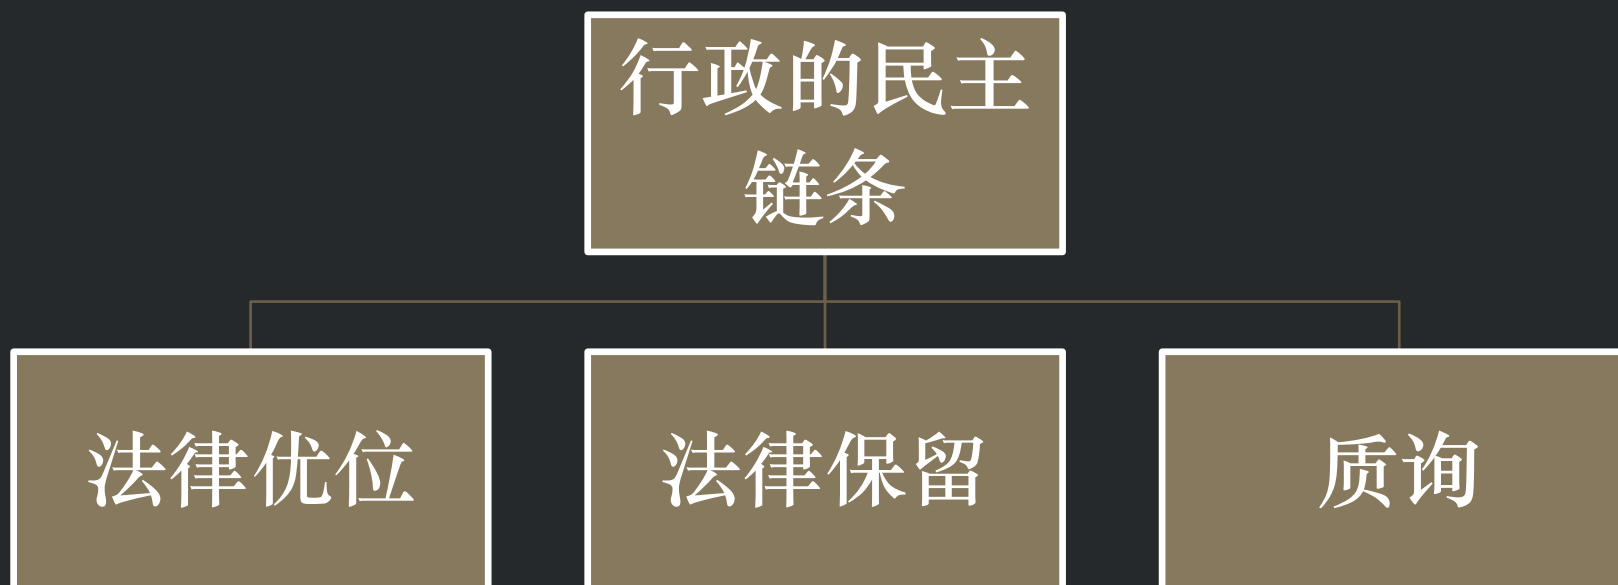 行政的民主
链条
法律优位
法律保留
质询